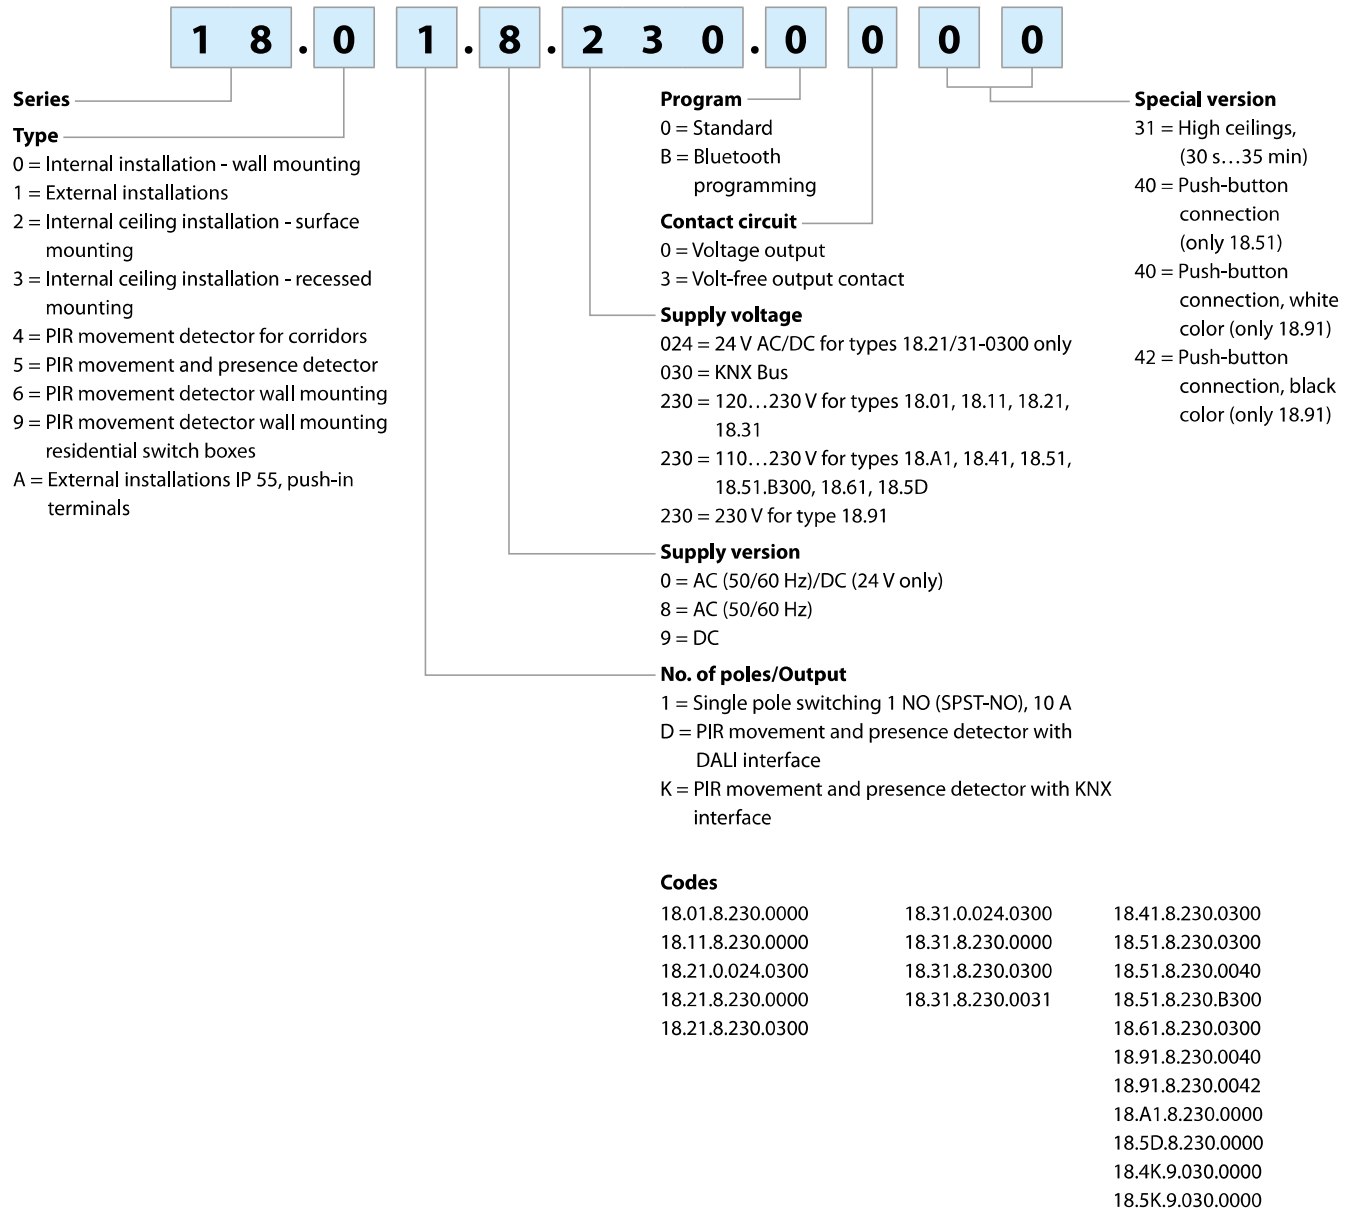 18.01.8.230.0000
Series
Type
0 = Internal installation - wall mounting
1 = External installations
2 = Internal ceiling installation - surface
mounting
3 = Internal ceiling installation - recessed
mounting
4 = PIR movement detector for corridors
5 = PIR movement and presence detector
6 = PIR movement detector wall mounting
9 = PIR movement detector wall mounting
residential switch boxes
A = External installations IP 55, push-in
terminals
Program
0 = Standard
B = Bluetooth
programming
Contact circuit
0 = Voltage output
3 = Volt-free output contact
Supply voltage
024 = 24 V AC/DC for types 18.21/31-0300 only
030 = KNX Bus
230 = 120…230 V for types 18.01, 18.11, 18.21,
18.31
230 = 110…230 V for types 18.A1, 18.41, 18.51,
18.51.B300, 18.61, 18.5D
230 = 230 V for type 18.91
Supply version
0 = AC (50/60 Hz)/DC (24 V only)
8 = AC (50/60 Hz)
9 = DC
No. of poles/Output
1 = Single pole switching 1 NO (SPST-NO), 10 A
D = PIR movement and presence detector with
DALI interface
K = PIR movement and presence detector with KNX
interface
Special version
31 = High ceilings,
(30 s…35 min)
40 = Push-button
connection
(only 18.51)
40 = Push-button
connection, white
color (only 18.91)
42 = Push-button
connection, black
color (only 18.91)
Codes
18.01.8.230.0000
18.11.8.230.0000
18.21.0.024.0300
18.21.8.230.0000
18.21.8.230.0300
18.31.0.024.0300
18.31.8.230.0000
18.31.8.230.0300
18.31.8.230.0031
18.41.8.230.0300
18.51.8.230.0300
18.51.8.230.0040
18.51.8.230.B300
18.61.8.230.0300
18.91.8.230.0040
18.91.8.230.0042
18.A1.8.230.0000
18.5D.8.230.0000
18.4K.9.030.0000
18.5K.9.030.0000